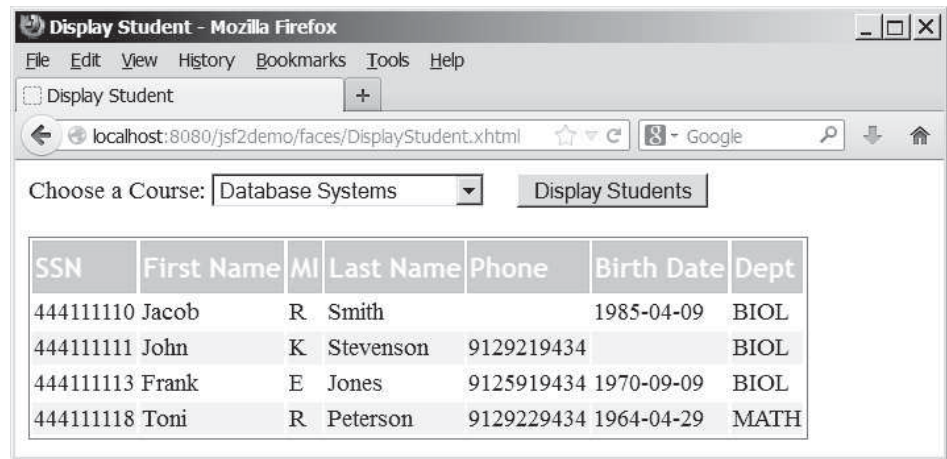 Display Student - Mozilla Firefox
File Edit View History Bookmarks Tools Help
Display Student +
localhost:8080/jsf2demo/faces/DisplayStudent.xhtml 8 Google
Choose a Course: Database Systems Display Students
SSN First Name MI Last Name Phone Birth Date Dept
444111110 Jacob R Smith 1985-04-09 BIOL
444111111 John K Stevenson 9129219434 BIOL
444111113 Frank E Jones 9125919434 1970-09-09 BIOL
444111118 Toni R Peterson 9129229434 1964-04-29 MATH